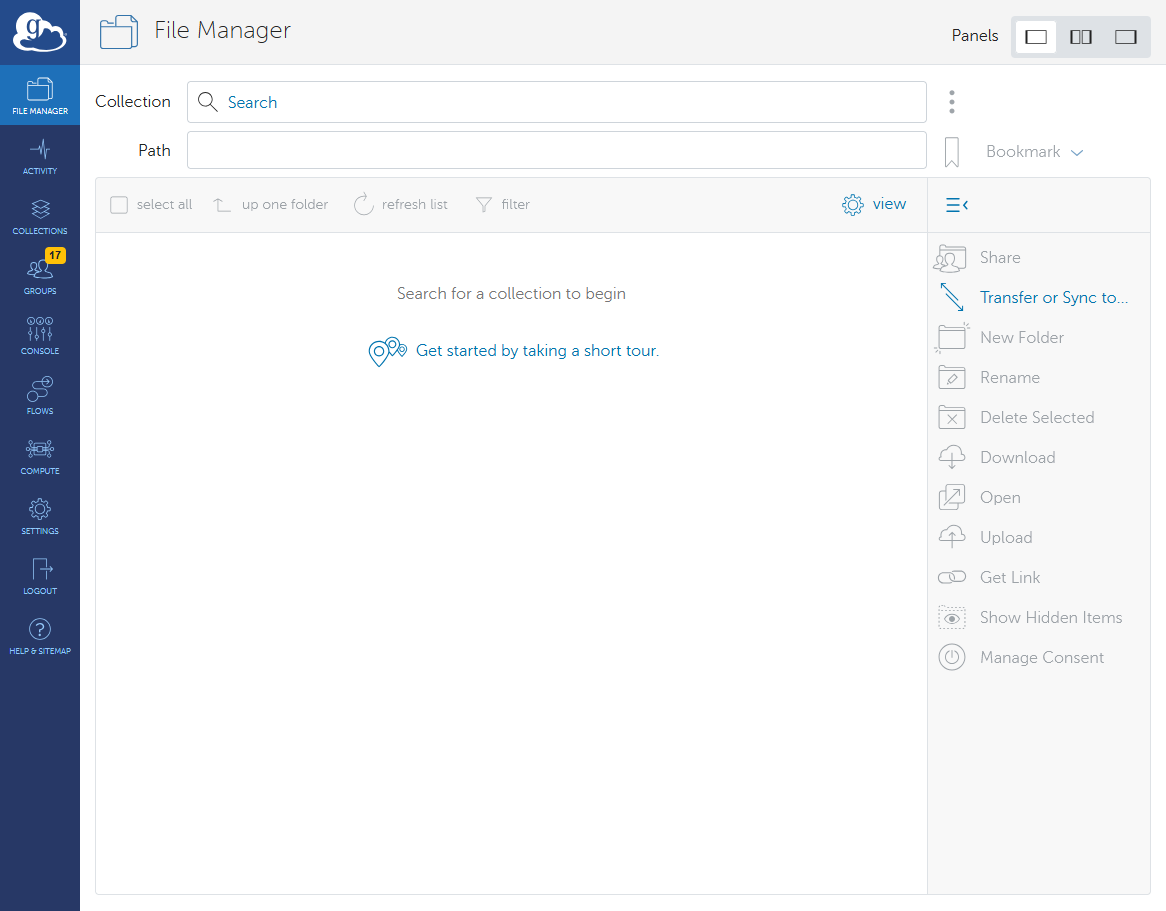 g
File Manager
Panels
FILE MANAGER
ACTIVITY
COLLECTIONS
17
GROUPS
CONSOLE
FLOWS
COMPUTE
SETTINGS
LOGOUT
?
HELP & SITEMAP
Collection
Search
Path
Bookmark
select all
up one folder
refresh list
filter
view
Search for a collection to begin
Get started by taking a short tour.
Share
Transfer or Sync to...
New Folder
Rename
Delete Selected
Download
Open
Upload
Get Link
Show Hidden Items
Manage Consent